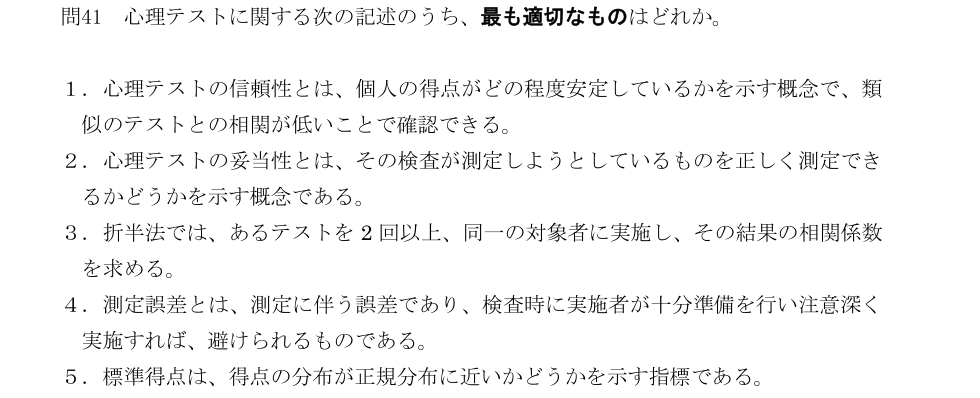 問41　心理テストに関する次の記述のうち、最も適切なものはどれか。
１．心理テストの信頼性とは、個人の得点がどの程度安定しているかを示す概念で、類
似のテストとの相関が低いことで確認できる。
２．心理テストの妥当性とは、その検査が測定しようとしているものを正しく測定でき
るかどうかを示す概念である。
３．折半法では、あるテストを 2 回以上、同一の対象者に実施し、その結果の相関係数
を求める。
４．測定誤差とは、測定に伴う誤差であり、検査時に実施者が十分準備を行い注意深く
実施すれば、避けられるものである。
５．標準得点は、得点の分布が正規分布に近いかどうかを示す指標である。